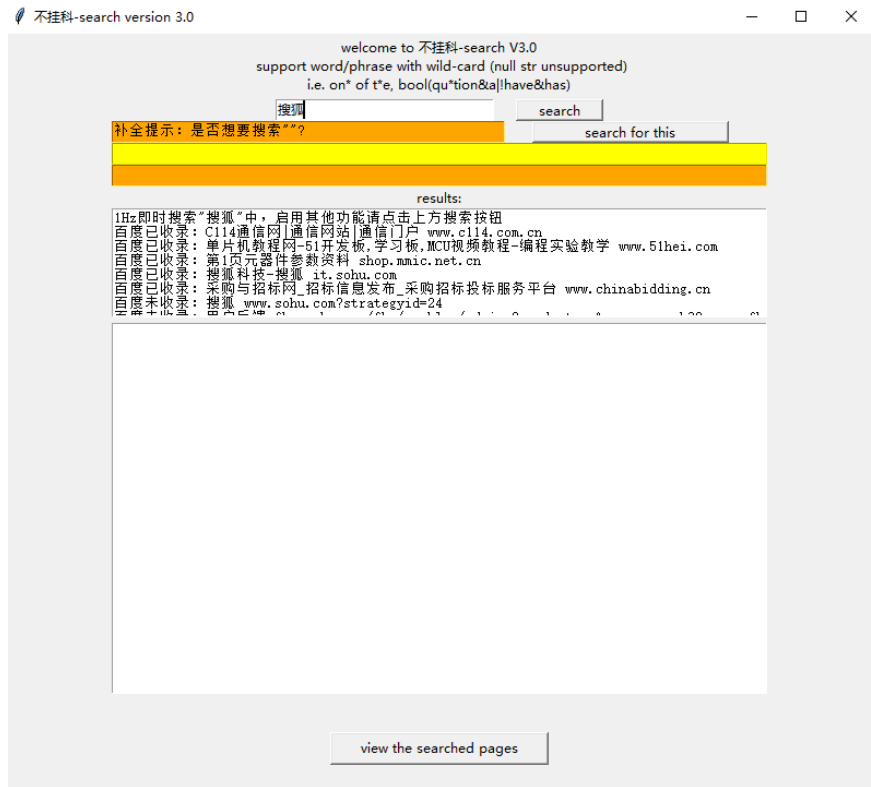 不挂科-search version 3.0
welcome to 不挂科-search V3.0
support word/phrase with wild-card (null str unsupported)
i.e. on* of t*e, bool(qu*tion&a|!have&has)
搜狐 search
补全提示：是否想要搜索""? search for this
results:
1Hz即时搜索"搜狐"中，启用其他功能请点击上方搜索按钮
百度已收录：C114通信网|通信网站|通信门户 www.c114.com.cn
百度已收录：单片机教程网-51开发板,学习板,MCU视频教程-编程实验教学 www.51hei.com
百度已收录：第1页元器件参数资料 shop.mmic.net.cn
百度已收录：搜狐科技-搜狐 it.sohu.com
百度已收录：采购与招标网_招标信息发布_采购招标投标服务平台 www.chinabidding.cn
百度未收录：搜狐 www.sohu.com?strategyid=24
view the searched pages